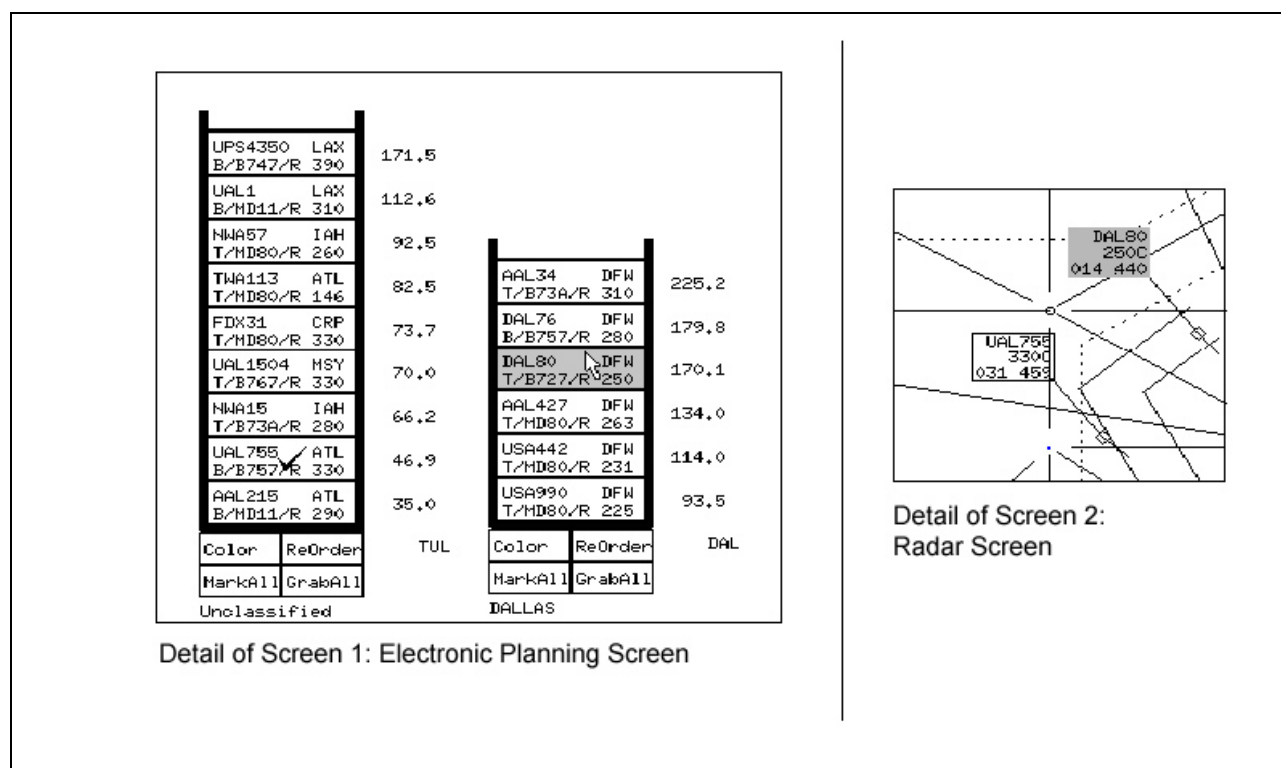 UPS4350 LAX
B/B747/R 390
171.5
UAL1 LAX
B/MD11/R 310
112.6
NWA57 IAH
T/MD80/R 260
92.5
TWA113 ATL
T/MD80/R 146
82.5
FDX31 CRP
T/MD80/R 330
73.7
UAL1504 MSY
T/B767/R 330
70.0
NWA15 IAH
T/B73A/R 280
66.2
UAL755 ATL
B/B757/R 330
46.9
AAL215 ATL
B/MD11/R 290
35.0
Color ReOrder
TUL
MarkAll GrabAll
Unclassified
AAL34 DFW
T/B73A/R 310
225.2
DAL76 DFW
B/B757/R 280
179.8
DAL80 DFW
T/B727/R 250
170.1
AAL427 DFW
T/MD80/R 263
134.0
USA442 DFW
T/MD80/R 231
114.0
USA990 DFW
T/MD80/R 225
93.5
Color ReOrder
DAL
MarkAll GrabAll
DALLAS
Detail of Screen 1: Electronic Planning Screen
DAL80
250C
014 440
UAL755
330C
031 459
Detail of Screen 2:
Radar Screen